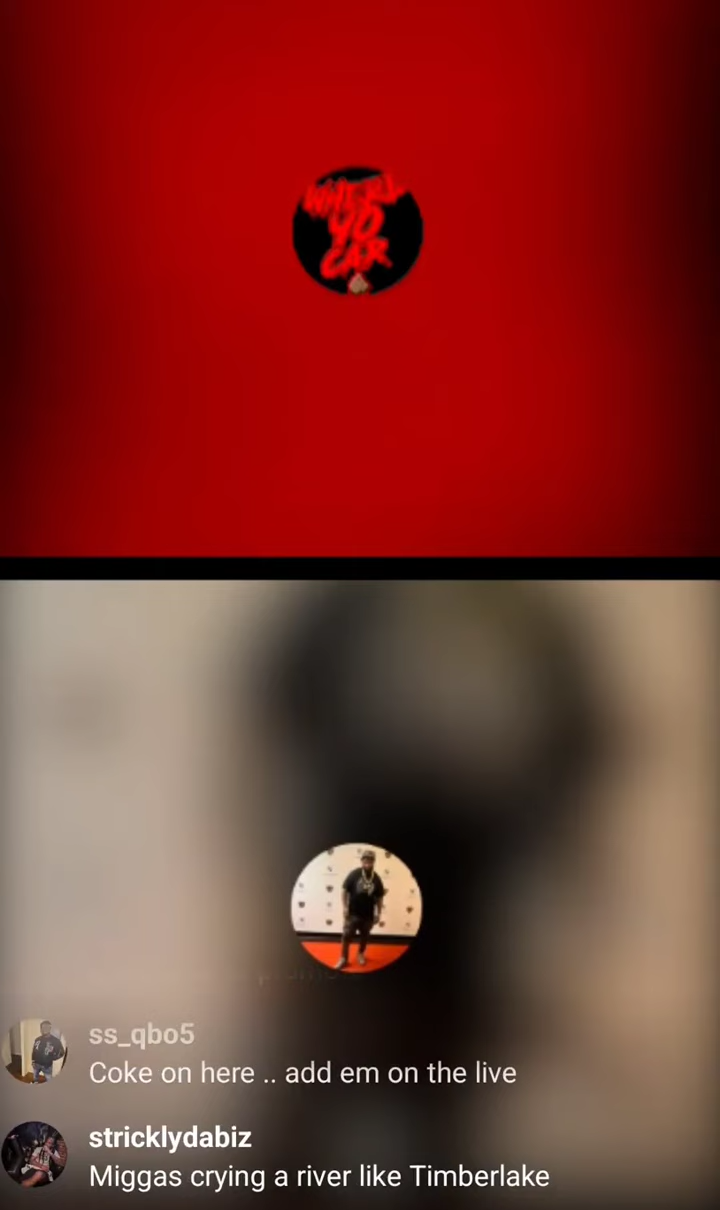 WHERE
YO
CAR
ss_qbo5
Coke on here .. add em on the live
stricklydabiz
Miggas crying a river like Timberlake